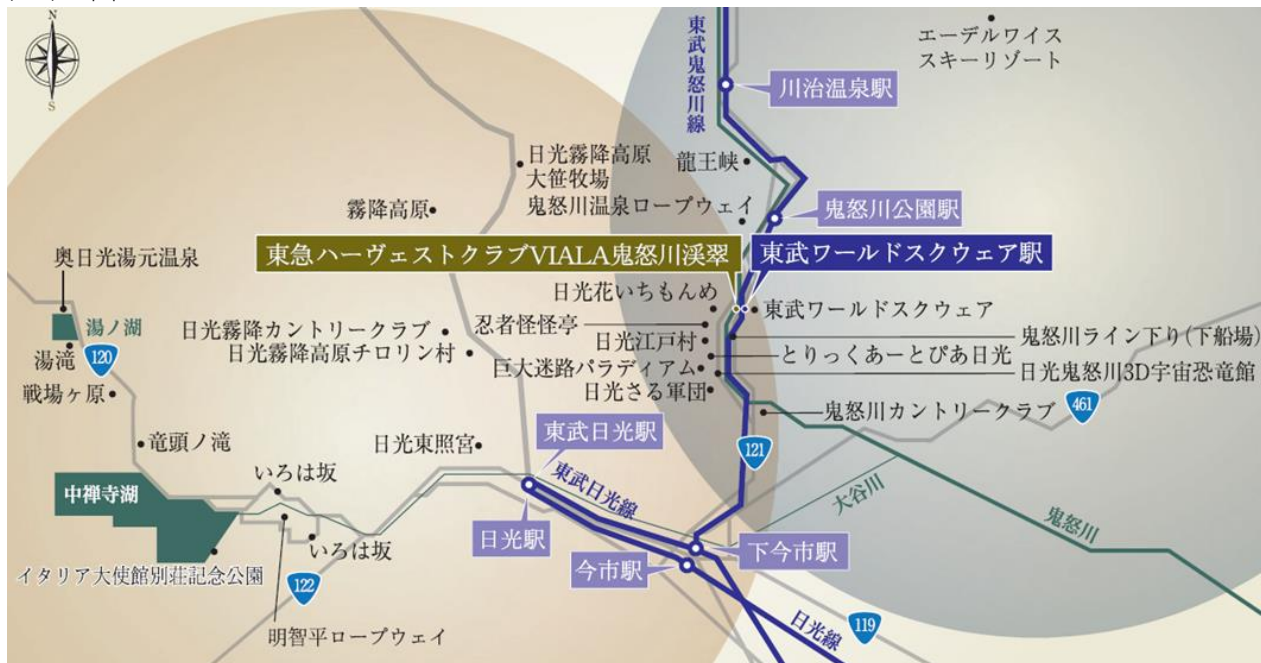 N
S
東武鬼怒川線
エーデルワイス
スキーリゾート
川治温泉駅
日光霧降高原
大笹牧場
龍王峡
霧降高原
鬼怒川温泉ロープウェイ
鬼怒川公園駅
東急ハーヴェストクラブVIALA鬼怒川渓翠
東武ワールドスクウェア駅
奥日光湯元温泉
日光花いちもんめ
東武ワールドスクウェア
湯ノ湖
日光霧降カントリークラブ
忍者怪怪亭
鬼怒川ライン下り(下船場)
湯滝
120
日光霧降高原チロリン村
日光江戸村
とりっくあーとぴあ日光
巨大迷路パラディアム
日光鬼怒川3D宇宙恐竜館
戦場ヶ原
日光さる軍団
鬼怒川カントリークラブ
461
竜頭ノ滝
日光東照宮
東武日光駅
121
いろは坂
東武日光線
中禅寺湖
大谷川
鬼怒川
日光駅
いろは坂
下今市駅
今市駅
イタリア大使館別荘記念公園
122
明智平ロープウェイ
日光線
119